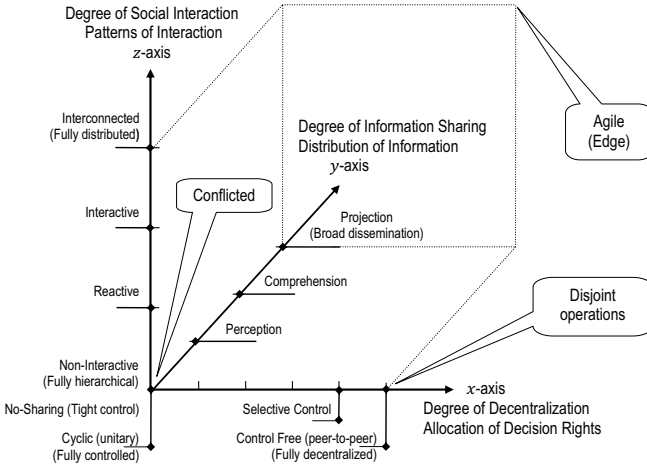 Degree of Social Interaction
Patterns of Interaction
z-axis
Interconnected
(Fully distributed)
Agile
(Edge)
Degree of Information Sharing
Distribution of Information
y-axis
Conflicted
Interactive
Projection
(Broad dissemination)
Comprehension
Reactive
Disjoint
operations
Perception
Non-Interactive
(Fully hierarchical)
x-axis
No-Sharing (Tight control)
Selective Control
Degree of Decentralization
Allocation of Decision Rights
Cyclic (unitary)
(Fully controlled)
Control Free (peer-to-peer)
(Fully decentralized)